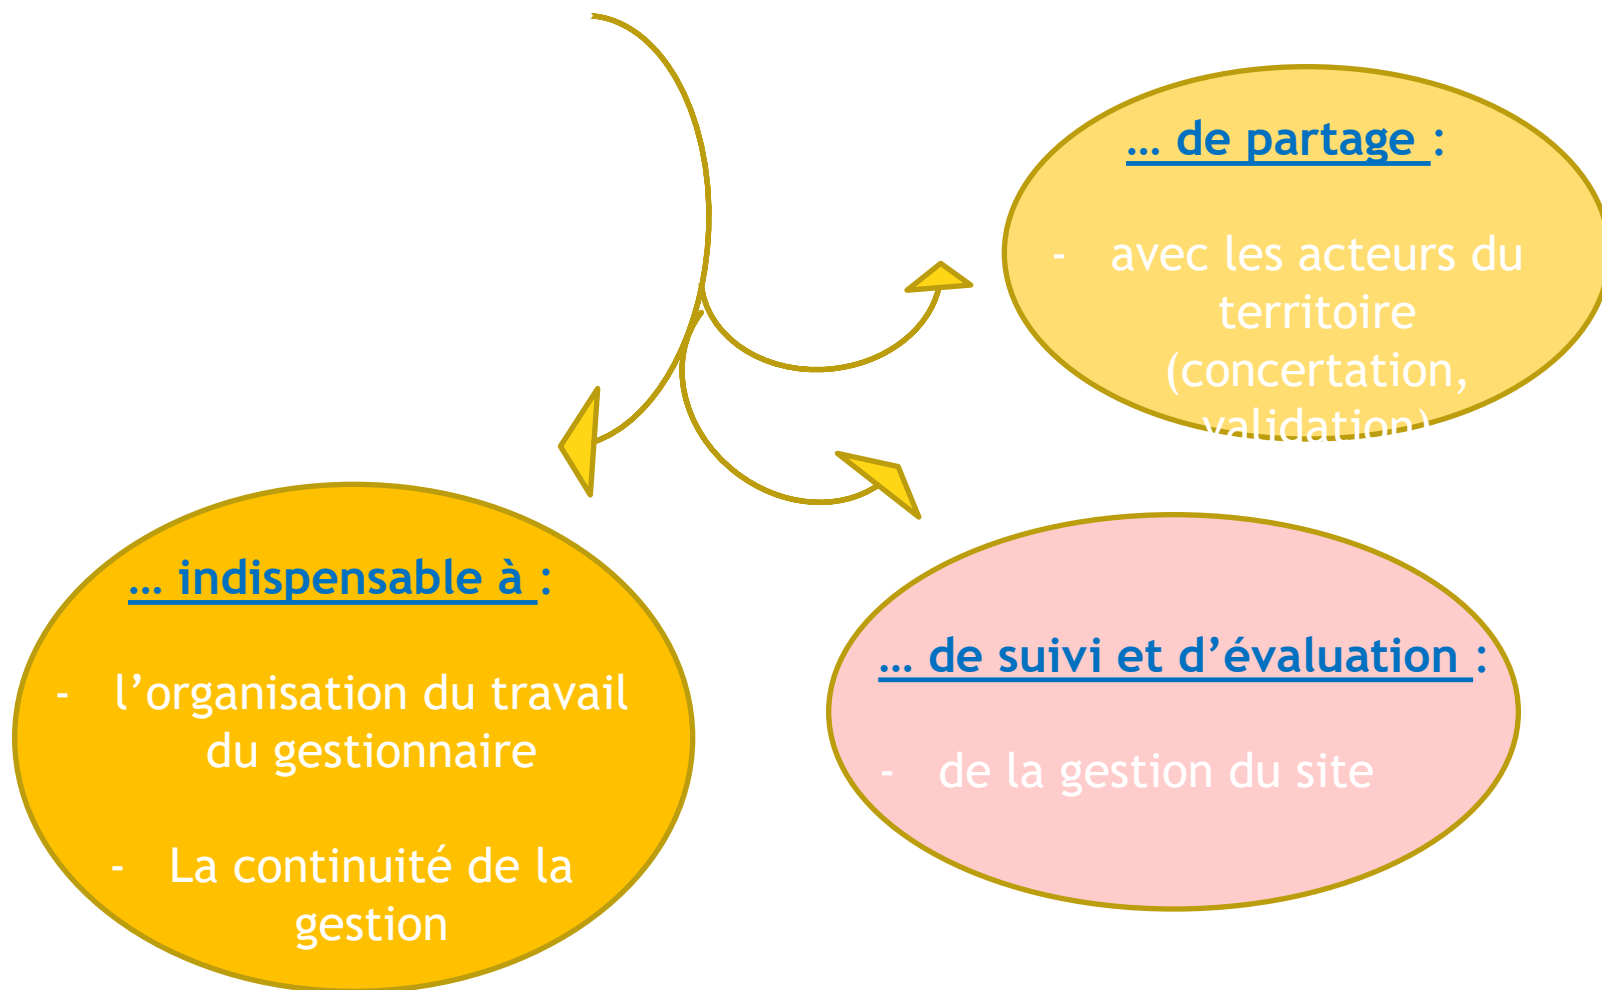 … de partage :
- avec les acteurs du
territoire
(concertation,
validation)
… indispensable à :
- l’organisation du travail
du gestionnaire
- La continuité de la
gestion
… de suivi et d’évaluation :
- de la gestion du site